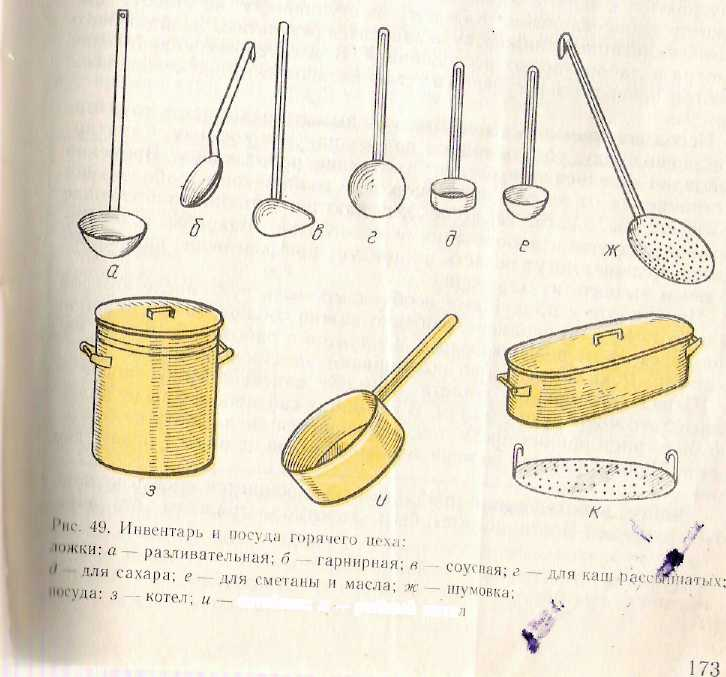 а
б
в
г
д
е
ж
з
и
к
Рис. 49. Инвентарь и посуда горячего цеха:
ложки: а — разливательная; б — гарнирная; в — соусная; г — для каш рассыпчатых;
д — для сахара; е — для сметаны и масла; ж — шумовка;
посуда: з — котел; и —
173